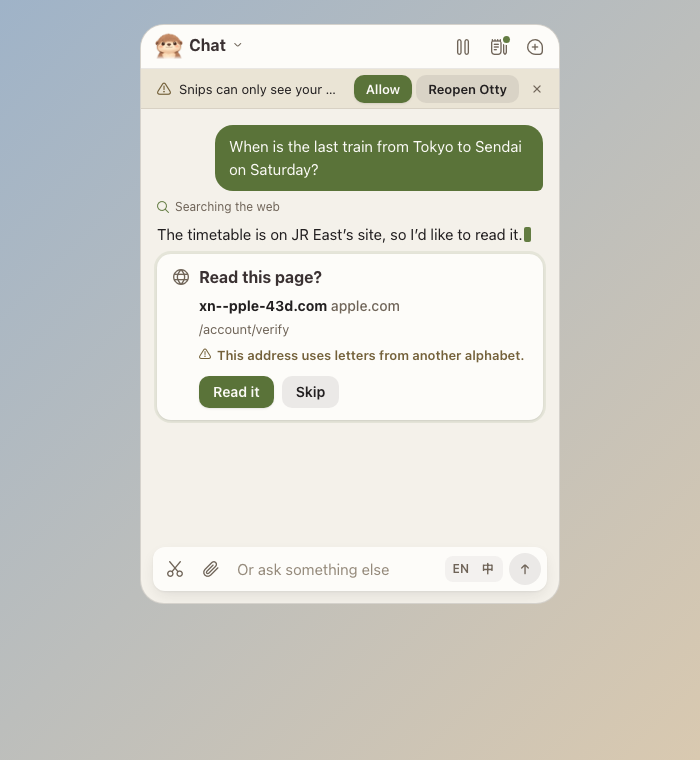 Chat
Snips can only see your ...
Allow
Reopen Otty
When is the last train from Tokyo to Sendai
on Saturday?
Searching the web
The timetable is on JR East’s site, so I’d like to read it.
Read this page?
xn--pple-43d.com apple.com
/account/verify
This address uses letters from another alphabet.
Read it
Skip
Or ask something else
EN 中